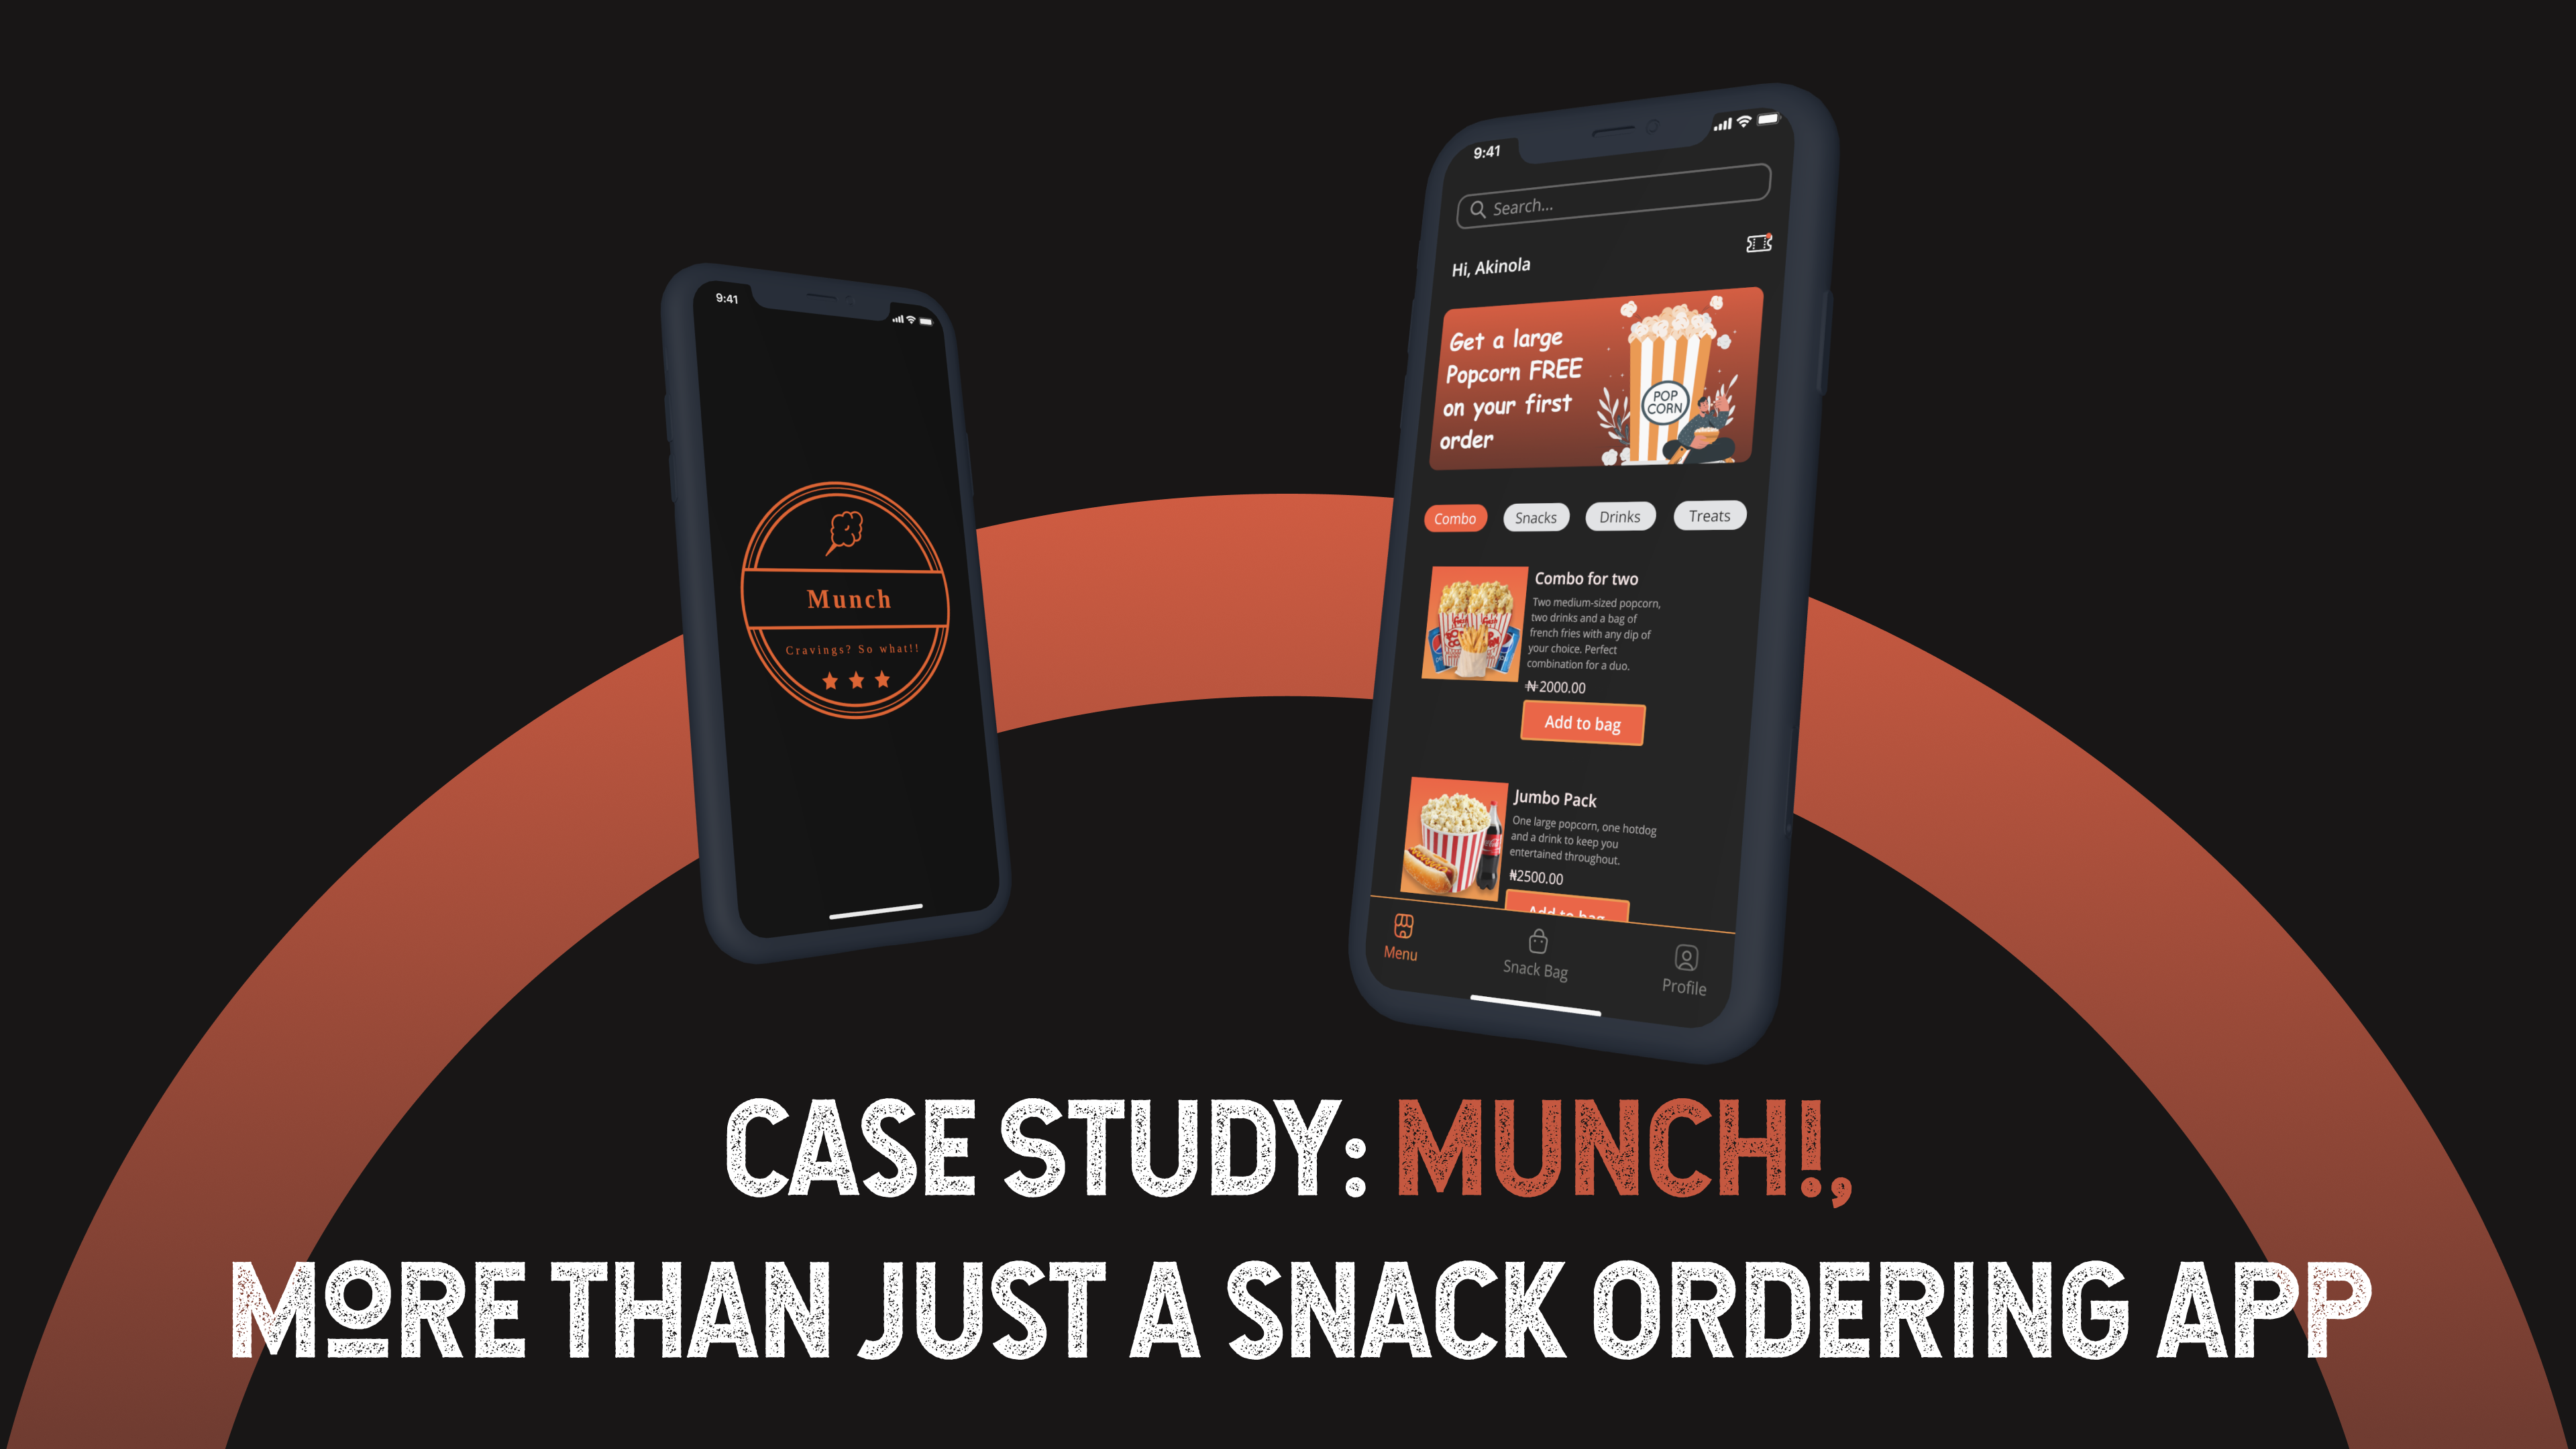 9:41
Munch
Cravings? So what!!
9:41
Search...
Hi, Akinola
Get a large
Popcorn FREE
on your first
order
POP
CORN
Combo Snacks Drinks Treats
Combo for two
Two medium-sized popcorn,
two drinks and a bag of
french fries with any dip of
your choice. Perfect
combination for a duo.
₦2000.00
Add to bag
Jumbo Pack
One large popcorn, one hotdog
and a drink to keep you
entertained throughout.
₦2500.00
Add to bag
Menu Snack Bag Profile
CASE STUDY: MUNCH!,
MORE THAN JUST A SNACK ORDERING APP